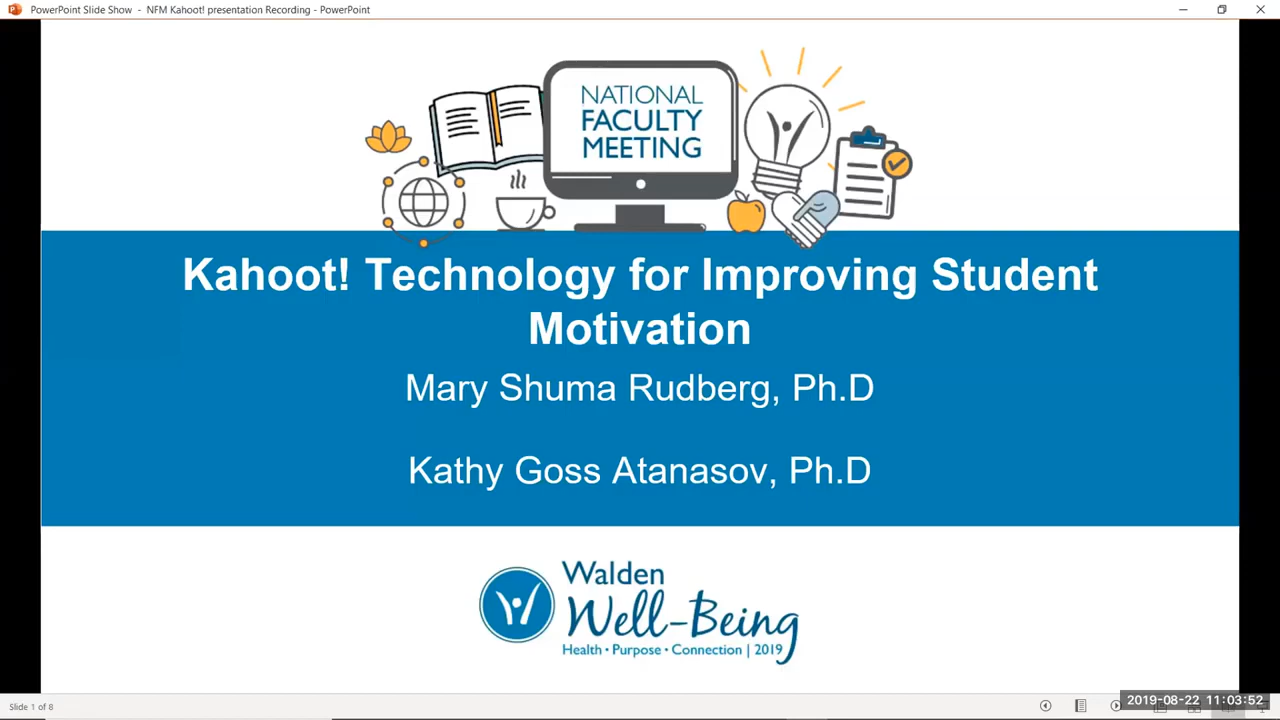 PowerPoint Slide Show - NFM Kahoot! presentation Recording - PowerPoint
NATIONAL
FACULTY
MEETING
Kahoot! Technology for Improving Student
Motivation
Mary Shuma Rudberg, Ph.D
Kathy Goss Atanasov, Ph.D
Walden
Well-Being
Health • Purpose • Connection | 2019
Slide 1 of 8
2019-08-22 11:03:52